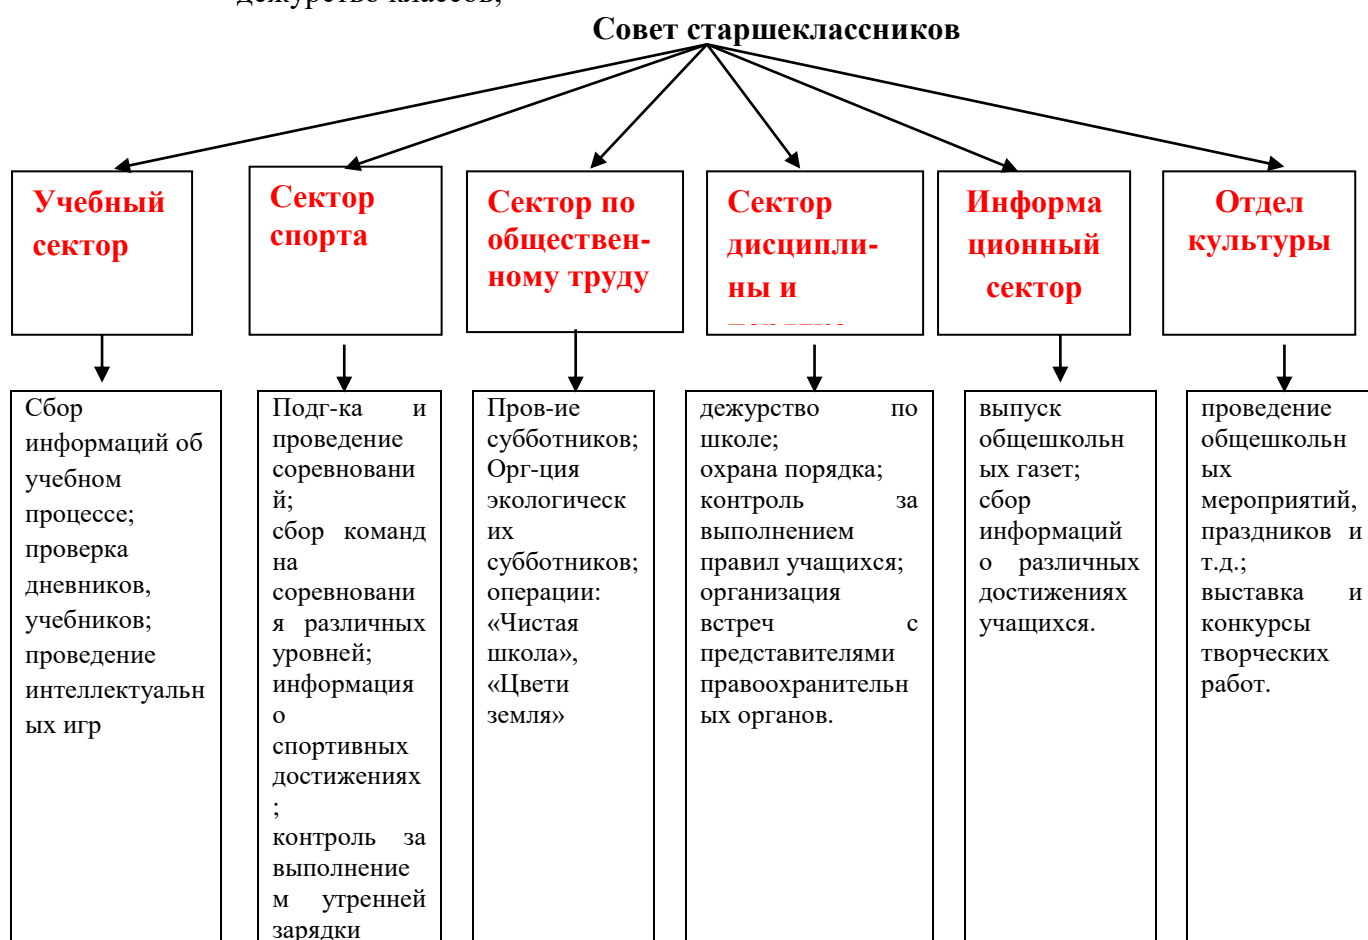 Совет старшеклассников
Учебный
сектор
Сектор
спорта
Сектор по
обществен-
ному труду
Сектор
дисципли-
ны и
Информа
ционный
сектор
Отдел
культуры
Сбор
информаций об
учебном
процессе;
проверка
дневников,
учебников;
проведение
интеллектуальн
ых игр
Подг-ка и
проведение
соревновани
й;
сбор команд
на
соревновани
я различных
уровней;
информация
о
спортивных
достижениях
;
контроль за
выполнение
м утренней
зарядки
Пров-ие
субботников;
Орг-ция
экологическ
их
субботников;
операции:
«Чистая
школа»,
«Цвети
земля»
дежурство по
школе;
охрана порядка;
контроль за
выполнением
правил учащихся;
организация
встреч с
представителями
правоохранительн
ых органов.
выпуск
общешкольн
ых газет;
сбор
информаций
о различных
достижениях
учащихся.
проведение
общешкольн
ых
мероприятий,
праздников и
т.д.;
выставка и
конкурсы
творческих
работ.